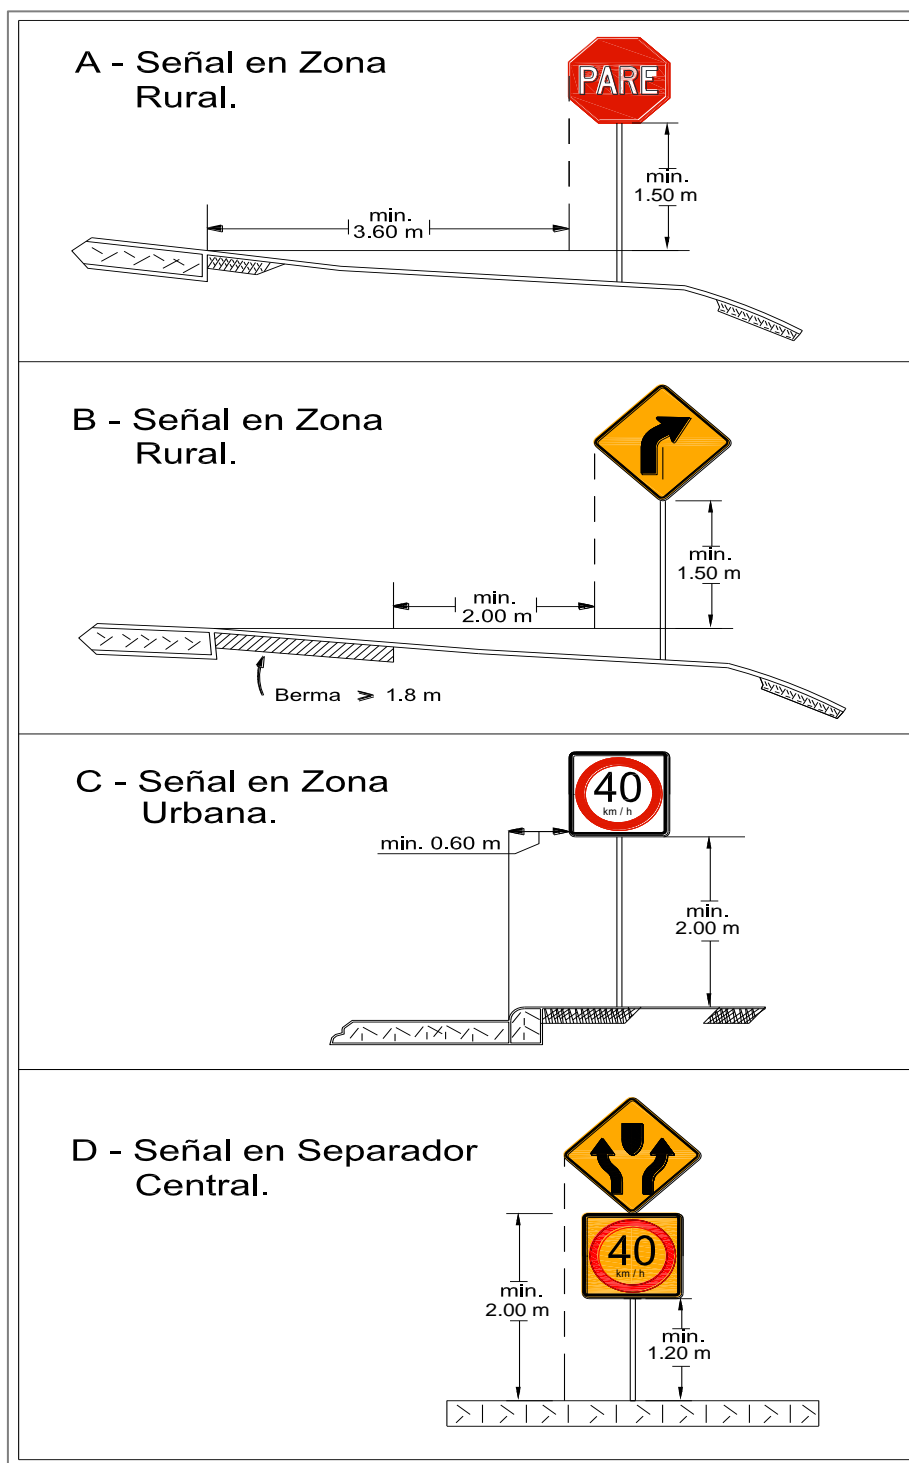 A - Señal en Zona
Rural.
PARE
min.
1.50 m
min.
3.60 m
B - Señal en Zona
Rural.
min.
1.50 m
min.
2.00 m
Berma ≥ 1.8 m
C - Señal en Zona
Urbana.
40
km / h
min. 0.60 m
min.
2.00 m
D - Señal en Separador
Central.
40
km / h
min.
2.00 m
min.
1.20 m